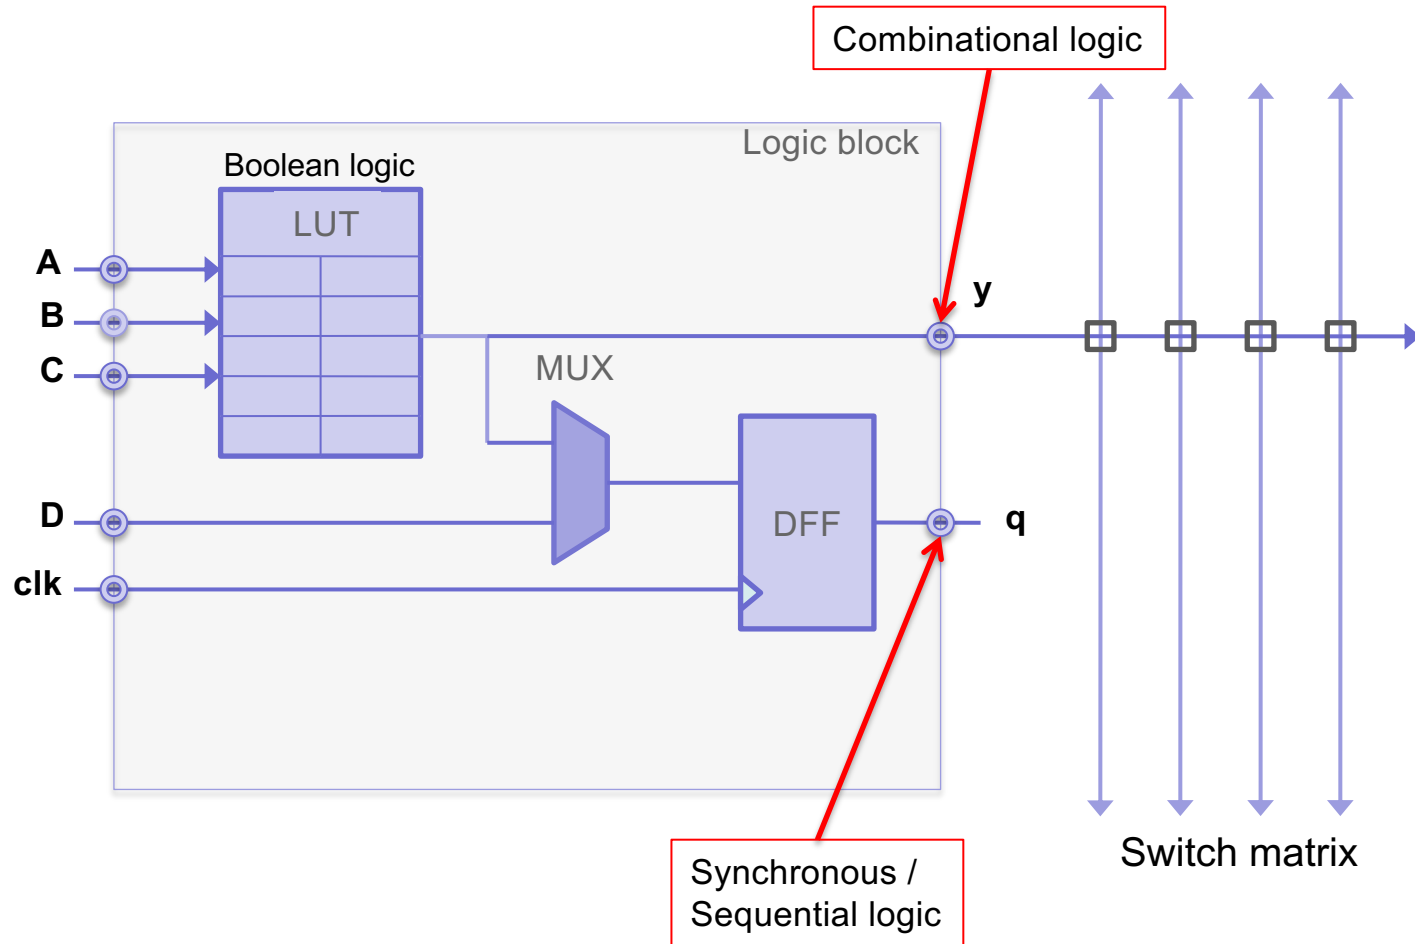 Combinational logic
Logic block
Boolean logic
LUT
A
B
C
y
MUX
D
DFF
q
clk
Switch matrix
Synchronous /
Sequential logic